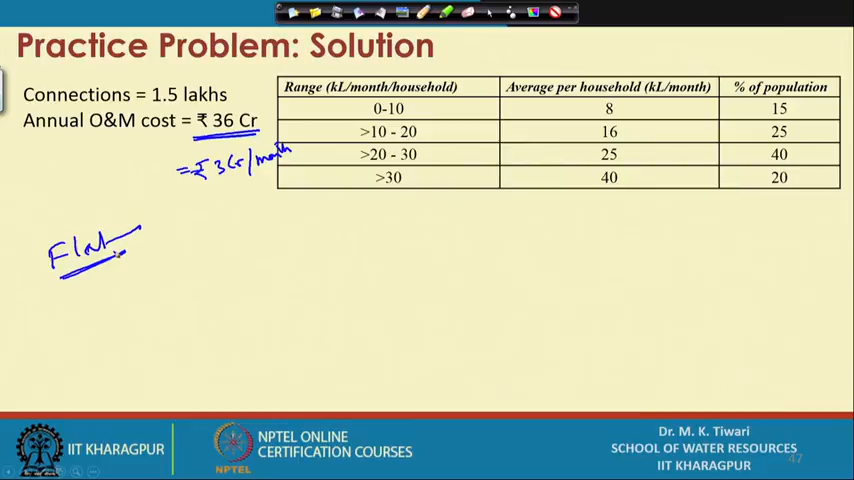 Practice Problem: Solution
Connections = 1.5 lakhs
Annual O&M cost = ₹ 36 Cr
= ₹ 3 Cr/month
Flat
Range (kL/month/household) Average per household (kL/month) % of population
0-10 8 15
>10 - 20 16 25
>20 - 30 25 40
>30 40 20
IIT KHARAGPUR
NPTEL
NPTEL ONLINE
CERTIFICATION COURSES
Dr. M. K. Tiwari
SCHOOL OF WATER RESOURCES
IIT KHARAGPUR
47